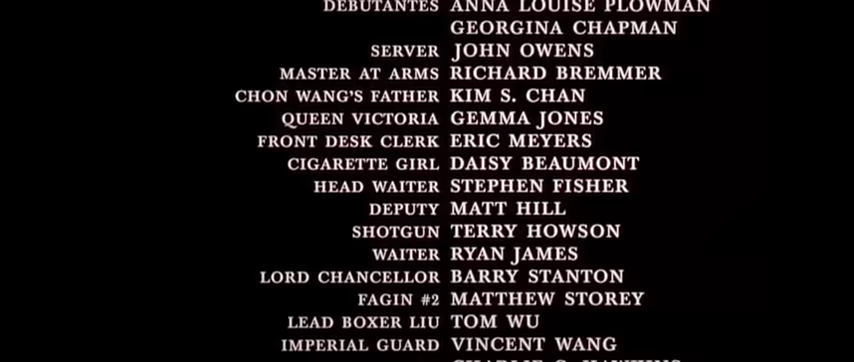 DEBUTANTES ANNA LOUISE PLOWMAN
GEORGINA CHAPMAN
SERVER JOHN OWENS
MASTER AT ARMS RICHARD BREMMER
CHON WANG'S FATHER KIM S. CHAN
QUEEN VICTORIA GEMMA JONES
FRONT DESK CLERK ERIC MEYERS
CIGARETTE GIRL DAISY BEAUMONT
HEAD WAITER STEPHEN FISHER
DEPUTY MATT HILL
SHOTGUN TERRY HOWSON
WAITER RYAN JAMES
LORD CHANCELLOR BARRY STANTON
FAGIN #2 MATTHEW STOREY
LEAD BOXER LIU TOM WU
IMPERIAL GUARD VINCENT WANG